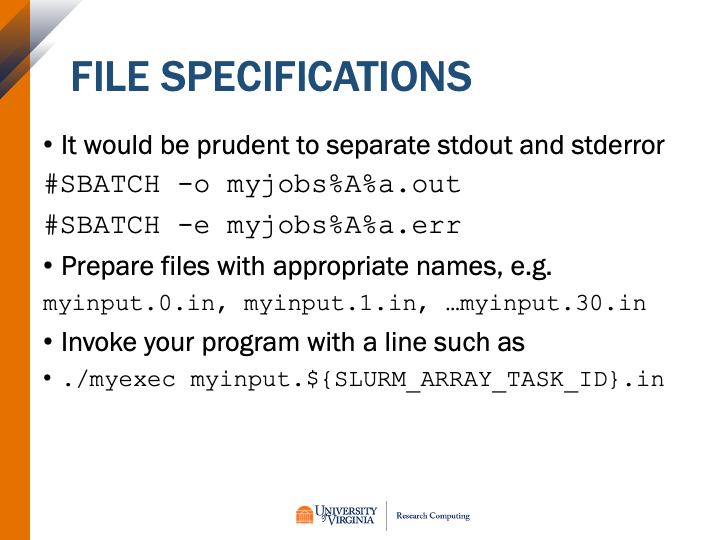 FILE SPECIFICATIONS
• It would be prudent to separate stdout and stderror
#SBATCH -o myjobs%A%a.out
#SBATCH -e myjobs%A%a.err
• Prepare files with appropriate names, e.g.
myinput.0.in, myinput.1.in, …myinput.30.in
• Invoke your program with a line such as
• ./myexec myinput.${SLURM_ARRAY_TASK_ID}.in
UNIVERSITY
of VIRGINIA
Research Computing